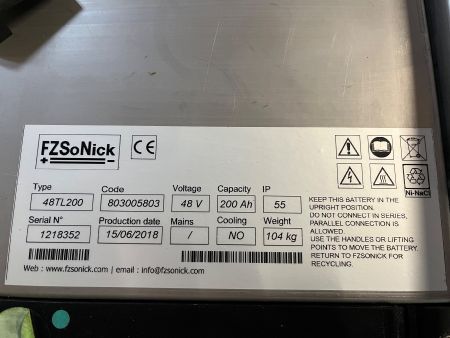 FZSoNick
+ -
CE
Ni-NaCl
Type Code Voltage Capacity IP
48TL200 803005803 48 V 200 Ah 55
Serial N° Production date Mains Cooling Weight
1218352 15/06/2018 / NO 104 kg
KEEP THIS BATTERY IN THE
UPRIGHT POSITION.
DO NOT CONNECT IN SERIES,
PARALLEL CONNECTION IS
ALLOWED.
USE THE HANDLES OR LIFTING
POINTS TO MOVE THE BATTERY.
RETURN TO FZSONICK FOR
RECYCLING.
Web : www.fzsonick.com | email : info@fzsonick.com